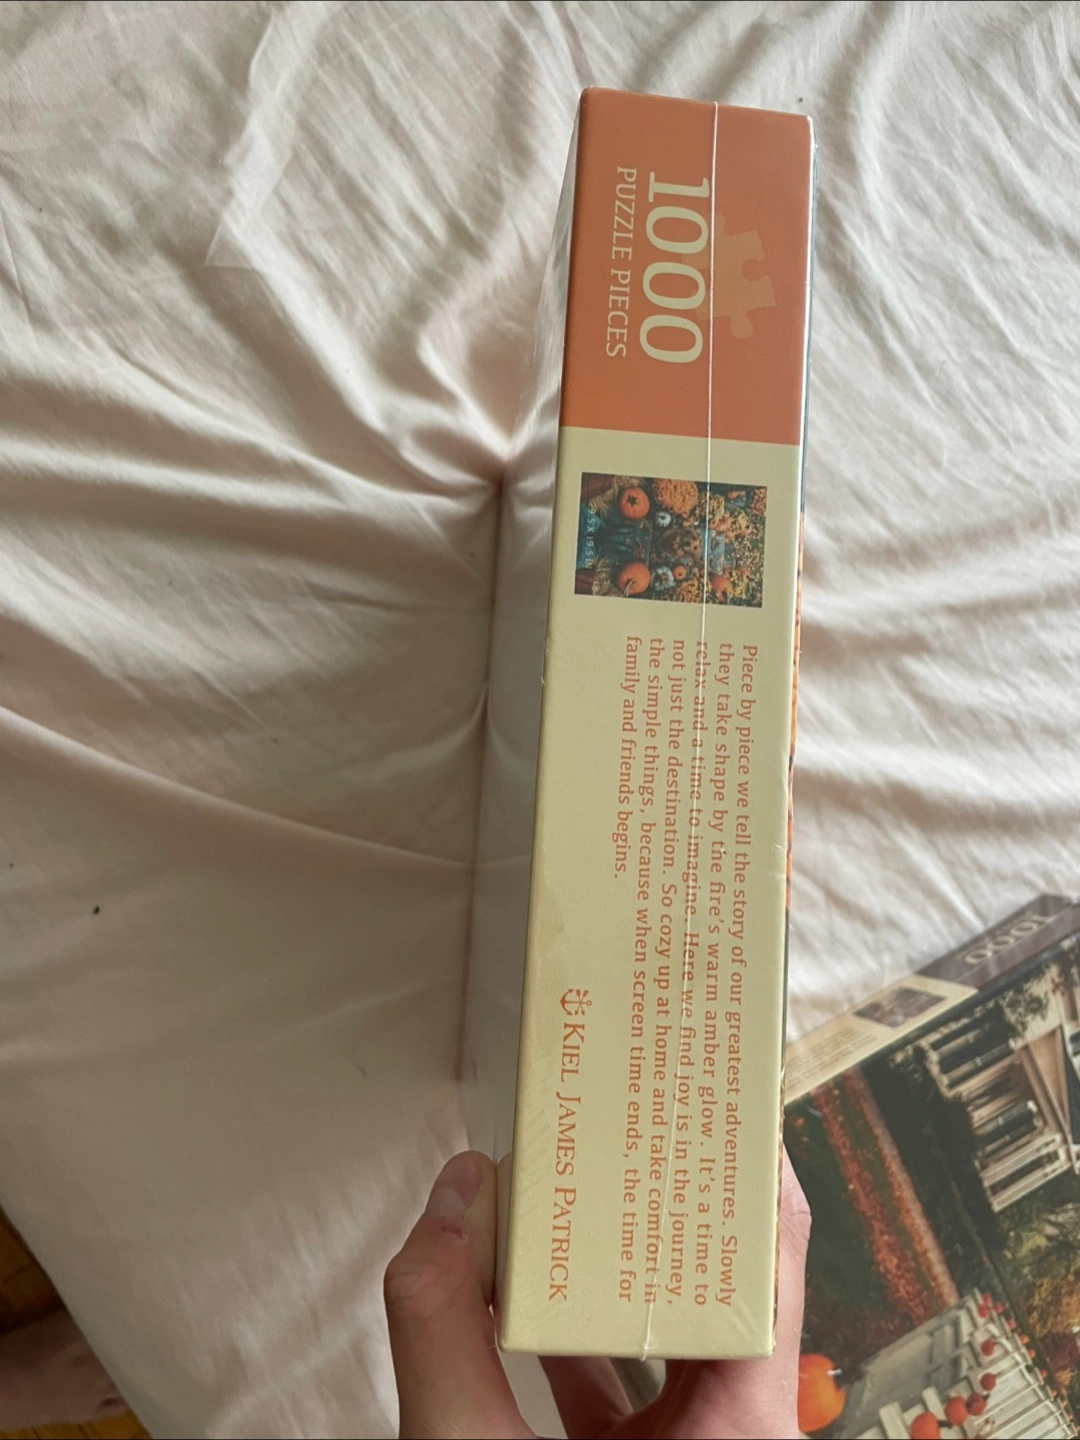 1000
PUZZLE PIECES
Piece by piece we tell the story of our greatest adventures. Slowly
they take shape by the fire's warm amber glow. It's a time to
relax and a time to imagine. Here we find joy is in the journey,
not just the destination. So cozy up at home and take comfort in
the simple things, because when screen time ends, the time for
family and friends begins.
KIEL JAMES PATRICK
1000